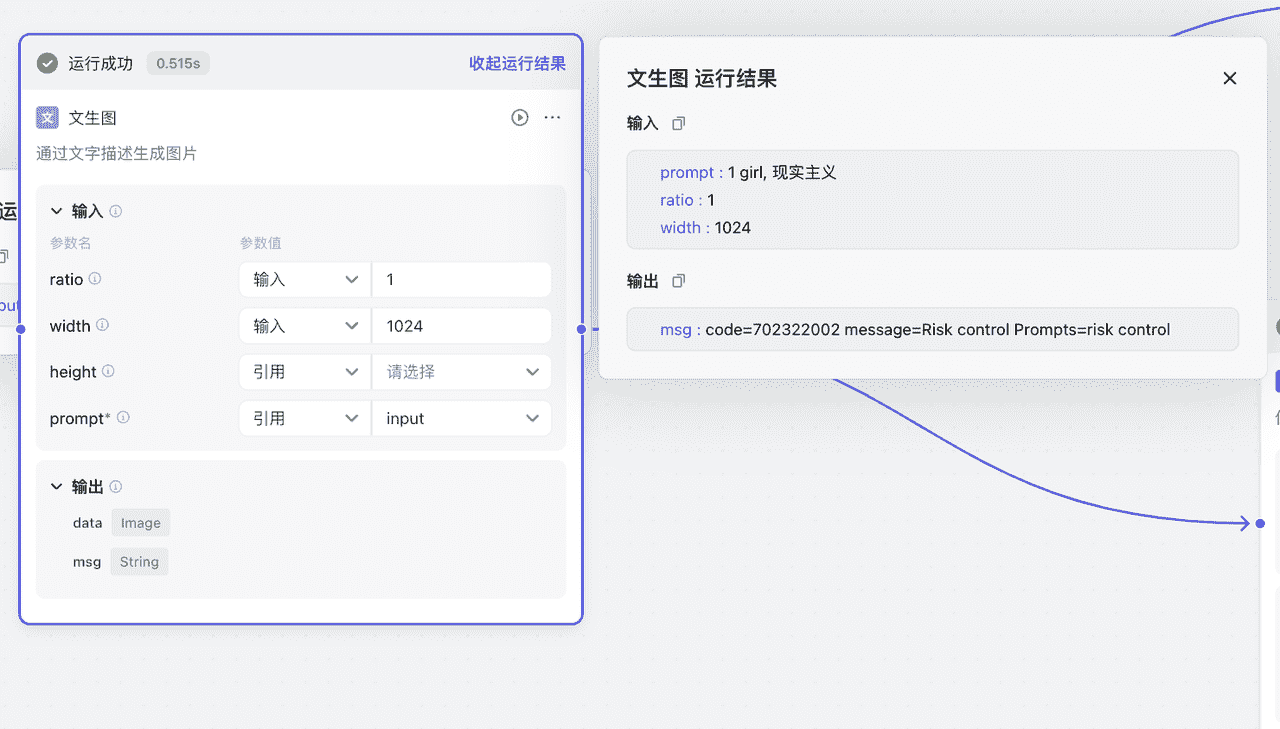 运行成功 0.515s 收起运行结果
文生图
通过文字描述生成图片
输入
参数名 参数值
ratio 输入 1
width 输入 1024
height 引用 请选择
prompt* 引用 input
输出
data Image
msg String
文生图 运行结果
输入
prompt : 1 girl, 现实主义
ratio : 1
width : 1024
输出
msg : code=702322002 message=Risk control Prompts=risk control